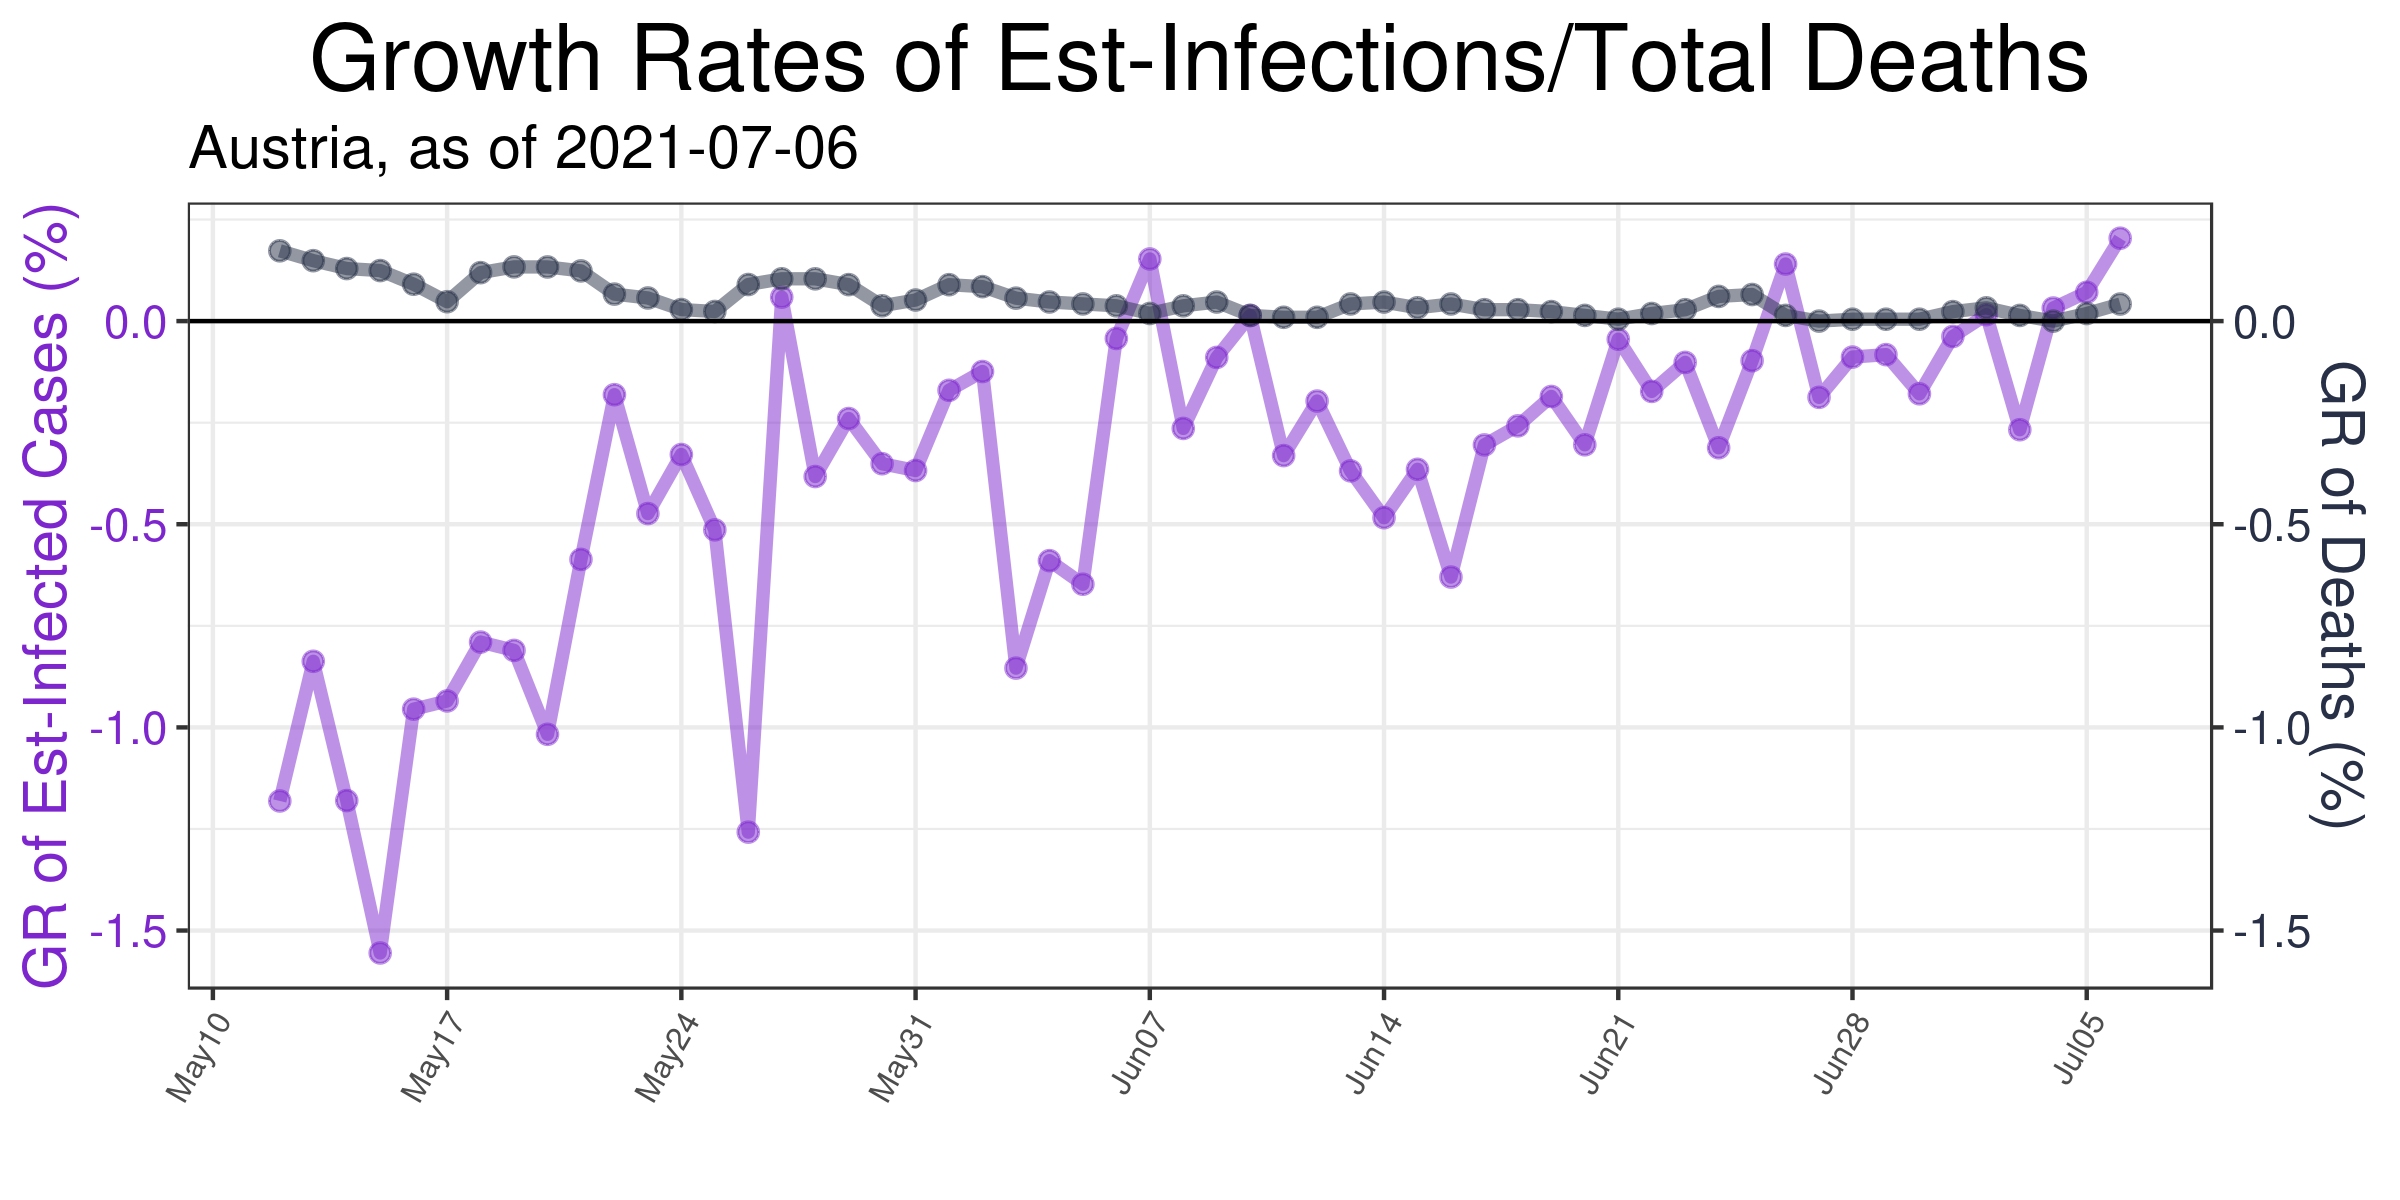 Growth Rates of Est-Infections/Total Deaths
Austria, as of 2021-07-06
GR of Est-Infected Cases (%)
0.0
-0.5
-1.0
-1.5
0.0
-0.5
-1.0
-1.5
GR of Deaths (%)
May10
May17
May24
May31
Jun07
Jun14
Jun21
Jun28
Jul05